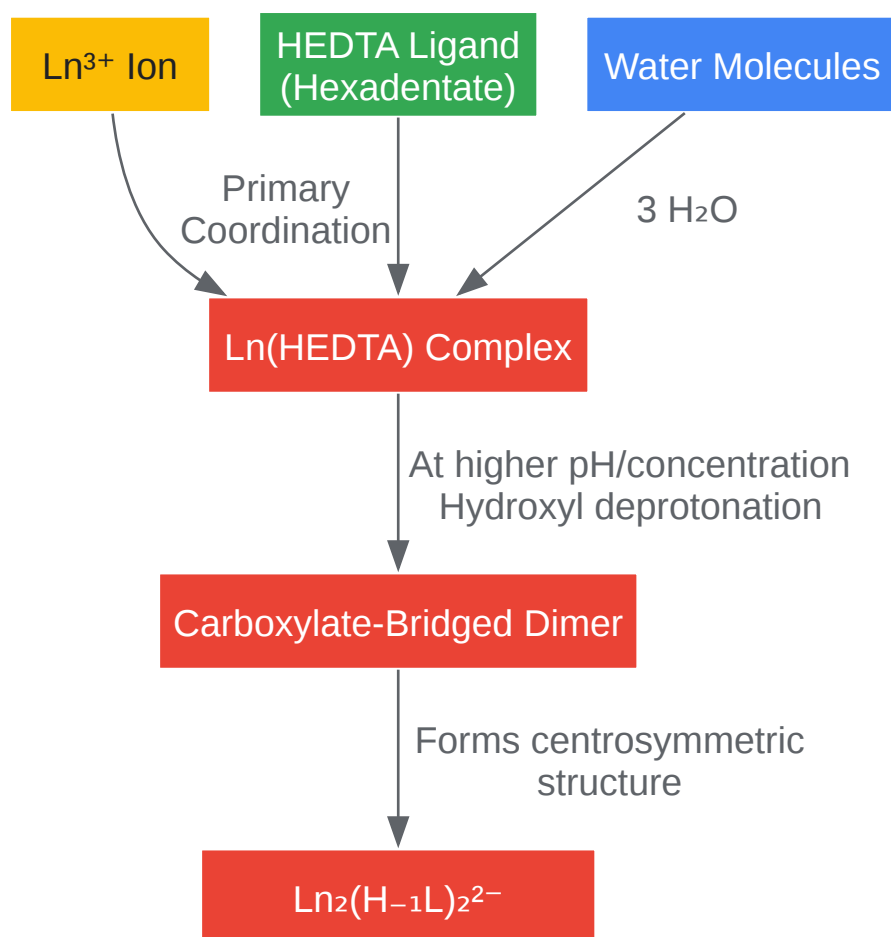 Ln³⁺ Ion
HEDTA Ligand
(Hexadentate)
Water Molecules
Primary
Coordination
3 H₂O
Ln(HEDTA) Complex
At higher pH/concentration
Hydroxyl deprotonation
Carboxylate-Bridged Dimer
Forms centrosymmetric
structure
Ln₂(H₋₁L)₂²⁻